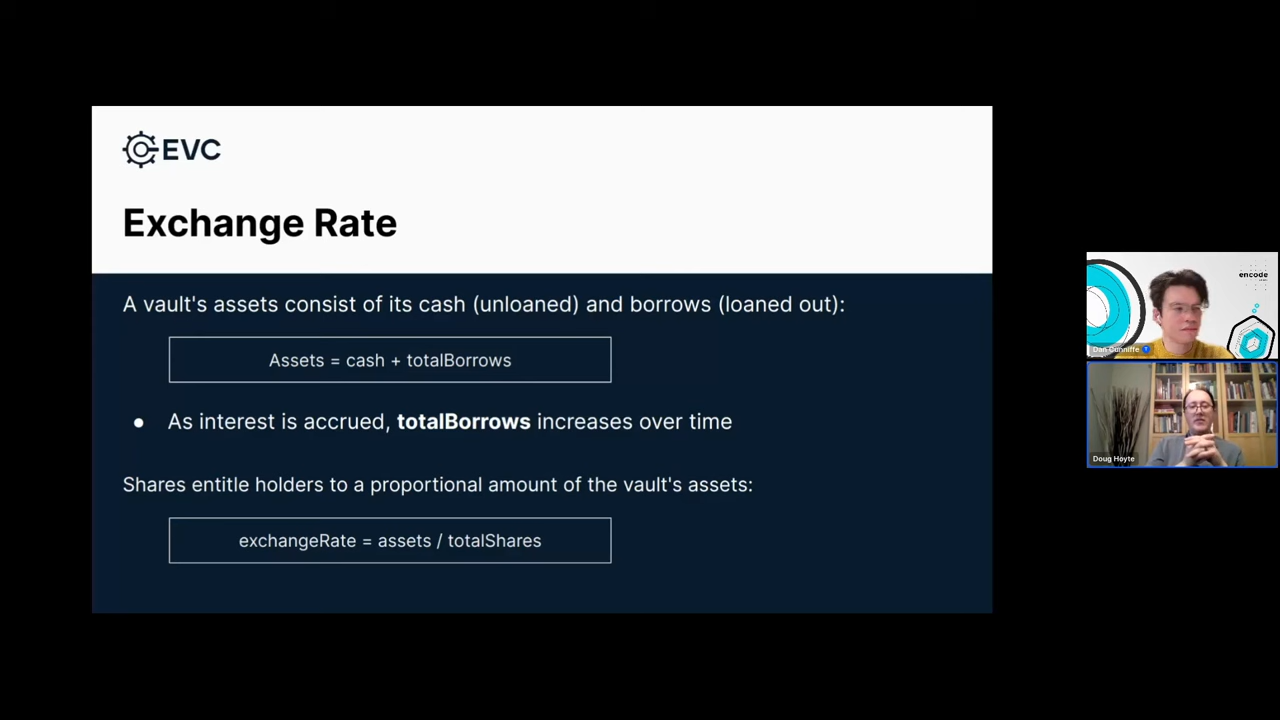 EVC
Exchange Rate
A vault's assets consist of its cash (unloaned) and borrows (loaned out):
Assets = cash + totalBorrows
● As interest is accrued, totalBorrows increases over time
Shares entitle holders to a proportional amount of the vault's assets:
exchangeRate = assets / totalShares
encode
Dan Cunniffe
Doug Hoyte